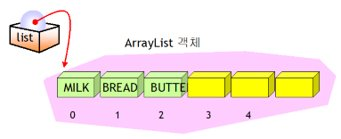 ArrayList 객체
list
MILK BREAD BUTTE
0 1 2 3 4